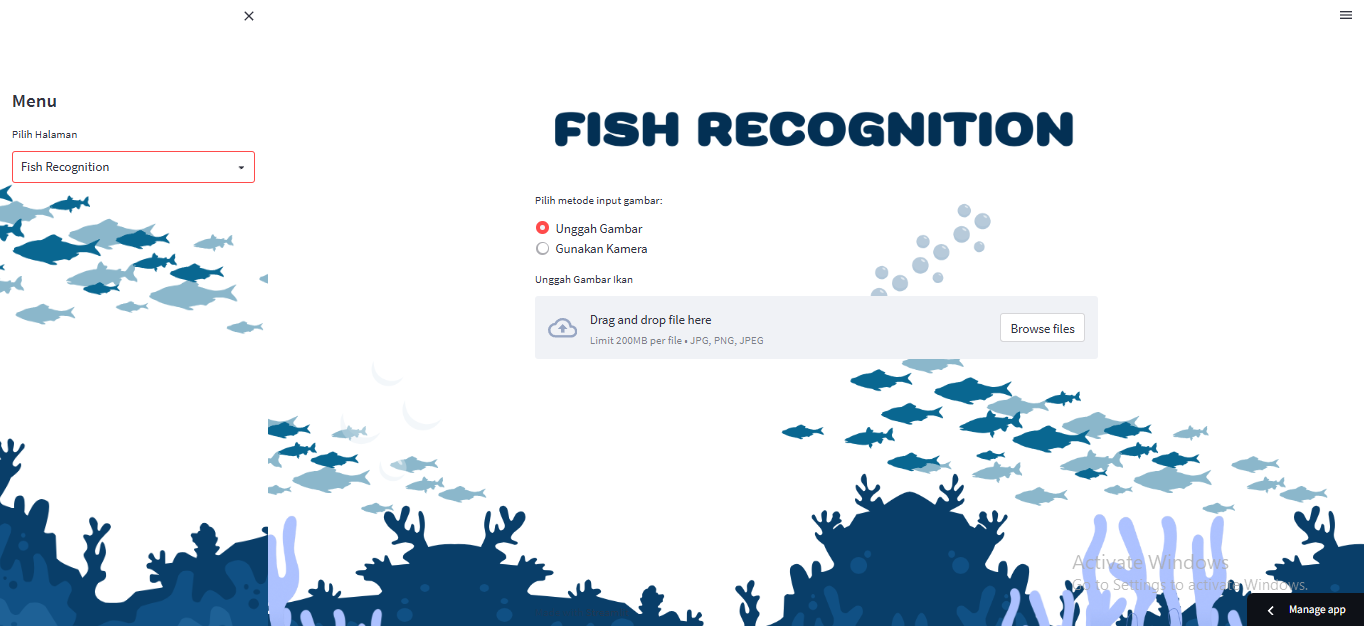 Menu
Pilih Halaman
Fish Recognition
FISH RECOGNITION
Pilih metode input gambar:
Unggah Gambar
Gunakan Kamera
Unggah Gambar Ikan
Drag and drop file here
Limit 200MB per file • JPG, PNG, JPEG
Browse files
Activate Windows
Go to Settings to activate Windows.
Manage app